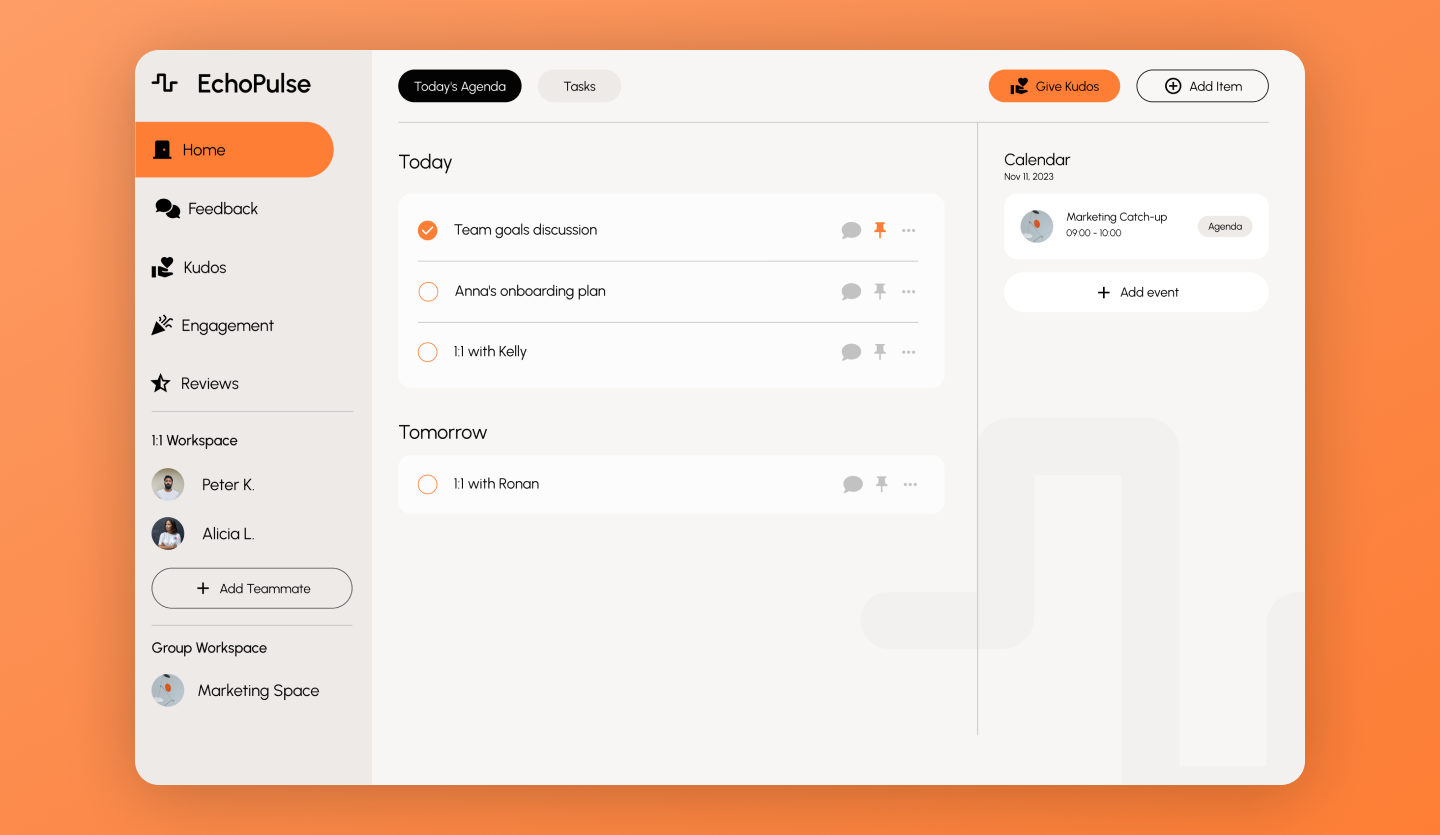 EchoPulse
Home
Feedback
Kudos
Engagement
Reviews
1:1 Workspace
Peter K.
Alicia L.
Add Teammate
Group Workspace
Marketing Space
Today's Agenda
Tasks
Give Kudos
Add Item
Today
Team goals discussion
Anna's onboarding plan
1:1 with Kelly
Tomorrow
1:1 with Ronan
Calendar
Nov 11, 2023
Marketing Catch-up
09:00 - 10:00
Agenda
Add event